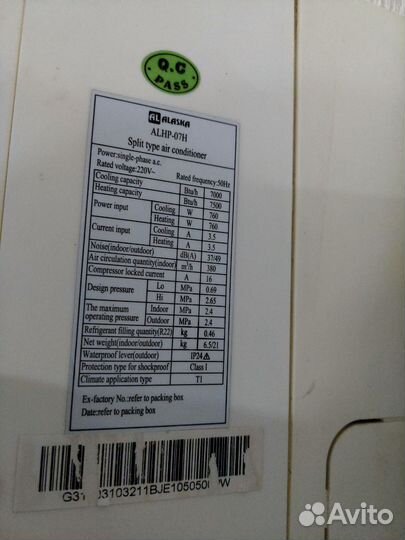 Q.C
PASS
AL ALASKA
ALHP-07H
Split type air conditioner
Power:single-phase a.c.
Rated voltage:220V~ Rated frequency:50Hz
Cooling capacity Btu/h 7000
Heating capacity Btu/h 7500
Power input Cooling W 760
Heating W 760
Current input Cooling A 3.5
Heating A 3.5
Noise(indoor/outdoor) dB(A) 37/49
Air circulation quantity(indoor) m³/h 380
Compressor locked current A 16
Design pressure Lo MPa 0.69
Hi MPa 2.65
The maximum operating pressure Indoor MPa 2.4
Outdoor MPa 2.4
Refrigerant filling quantity(R22) kg 0.46
Net weight(indoor/outdoor) kg 6.5/21
Waterproof lever(outdoor) IP24
Protection type for shockproof Class I
Climate application type T1
Ex-factory No.:refer to packing box
Date:refer to packing box
Avito